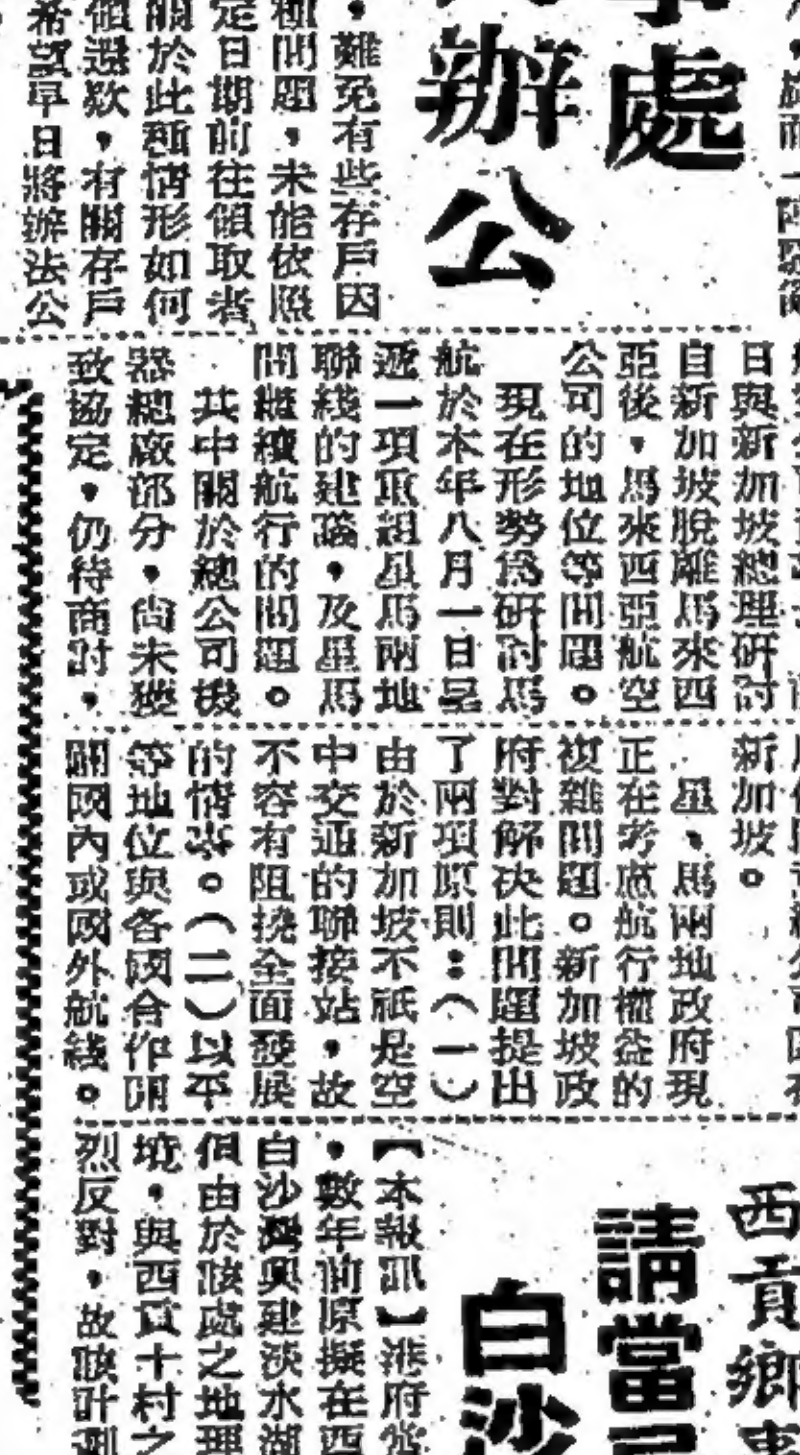 事處
辦公
，難免有些存戶因
種問題，未能依照
定日期前往領取者
關於此種情形如何
領還欵，有關存戶
希望早日將辦法公
日與新加坡總理研討
自新加坡脫離馬來西
亞後，馬來西亞航空
公司的地位等問題。
現在形勢爲研討馬
航於本年八月一日呈
遞一項重組星馬兩地
聯綫的建議，及星馬
間繼續航行的問題。
其中關於總公司機
器總廠部分，尙未獲
致協定，仍待商討，
新加坡。
星、馬兩地政府現
正在考慮航行權益的
複雜問題。新加坡政
府對解决此問題提出
了兩項原則：（一）
由於新加坡不祇是空
中交通的聯接站，故
不容有阻撓全面發展
的情事。（二）以平
等地位與各國合作開
闢國內或國外航綫。
西貢鄉事
請當局
白沙
【本報訊】港府當
，數年前原擬在西
白沙灣興建淡水湖
但由於該處之地理
境，與西貢十村之
烈反對，故該計劃